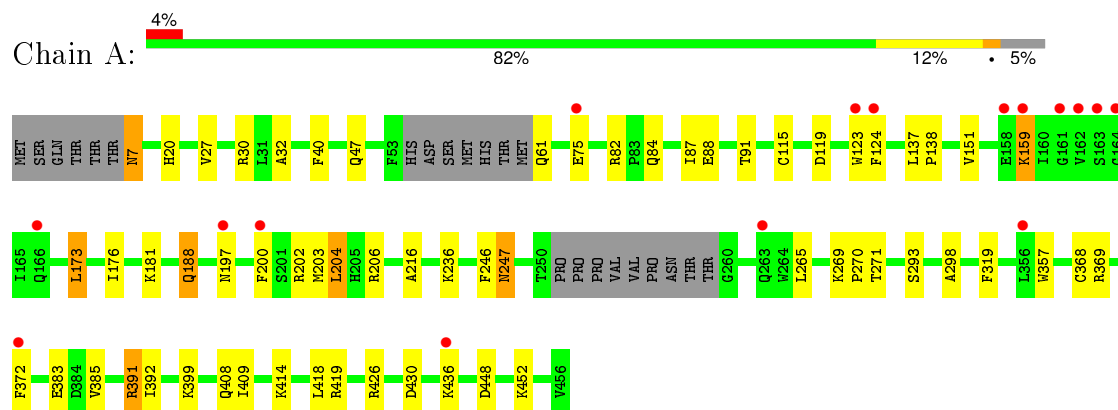 4%
Chain A:
82% 12% • 5%
MET SER GLN THR THR THR N7 H20 V27 R30 L31 A32 F40 Q47 F53 HIS ASP SER MET HIS THR MET Q61 E75 R82 P83 Q84 I87 E88 T91 C115 D119 W123 F124 L137 P138 V151 E158 K159 I160 G161 V162 S163 G164
I165 Q166 L173 I176 K181 Q188 N197 F200 S201 R202 M203 L204 H205 R206 A216 K236 F246 N247 T250 PRO PRO PRO VAL VAL PRO ASN THR THR G260 Q263 W264 L265 K269 P270 T271 S293 A298 F319 L356 W357 C368 R369
F372 E383 D384 V385 R391 I392 K399 Q408 I409 K414 L418 R419 R426 D430 K436 D448 K452 V456